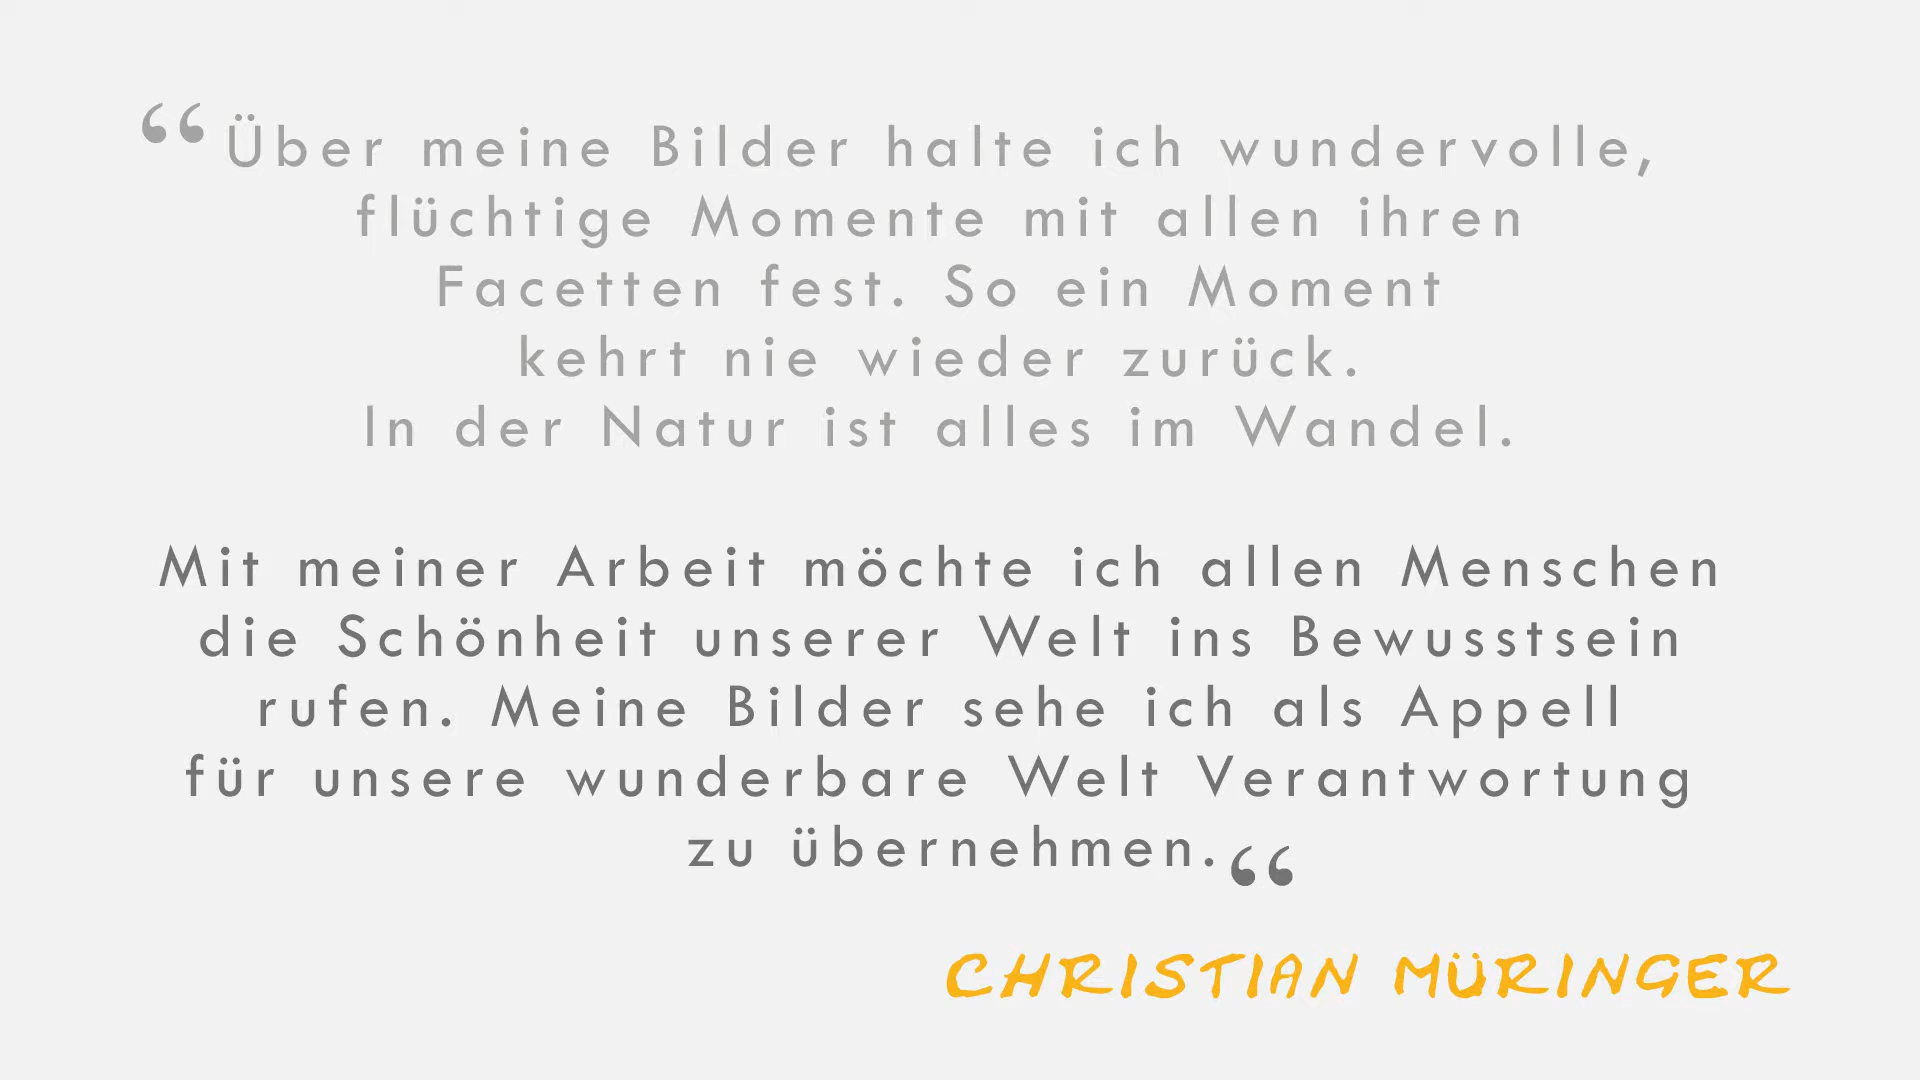 “Über meine Bilder halte ich wundervolle,
flüchtige Momente mit allen ihren
Facetten fest. So ein Moment
kehrt nie wieder zurück.
In der Natur ist alles im Wandel.
Mit meiner Arbeit möchte ich allen Menschen
die Schönheit unserer Welt ins Bewusstsein
rufen. Meine Bilder sehe ich als Appell
für unsere wunderbare Welt Verantwortung
zu übernehmen.“
CHRISTIAN MÜRINGER